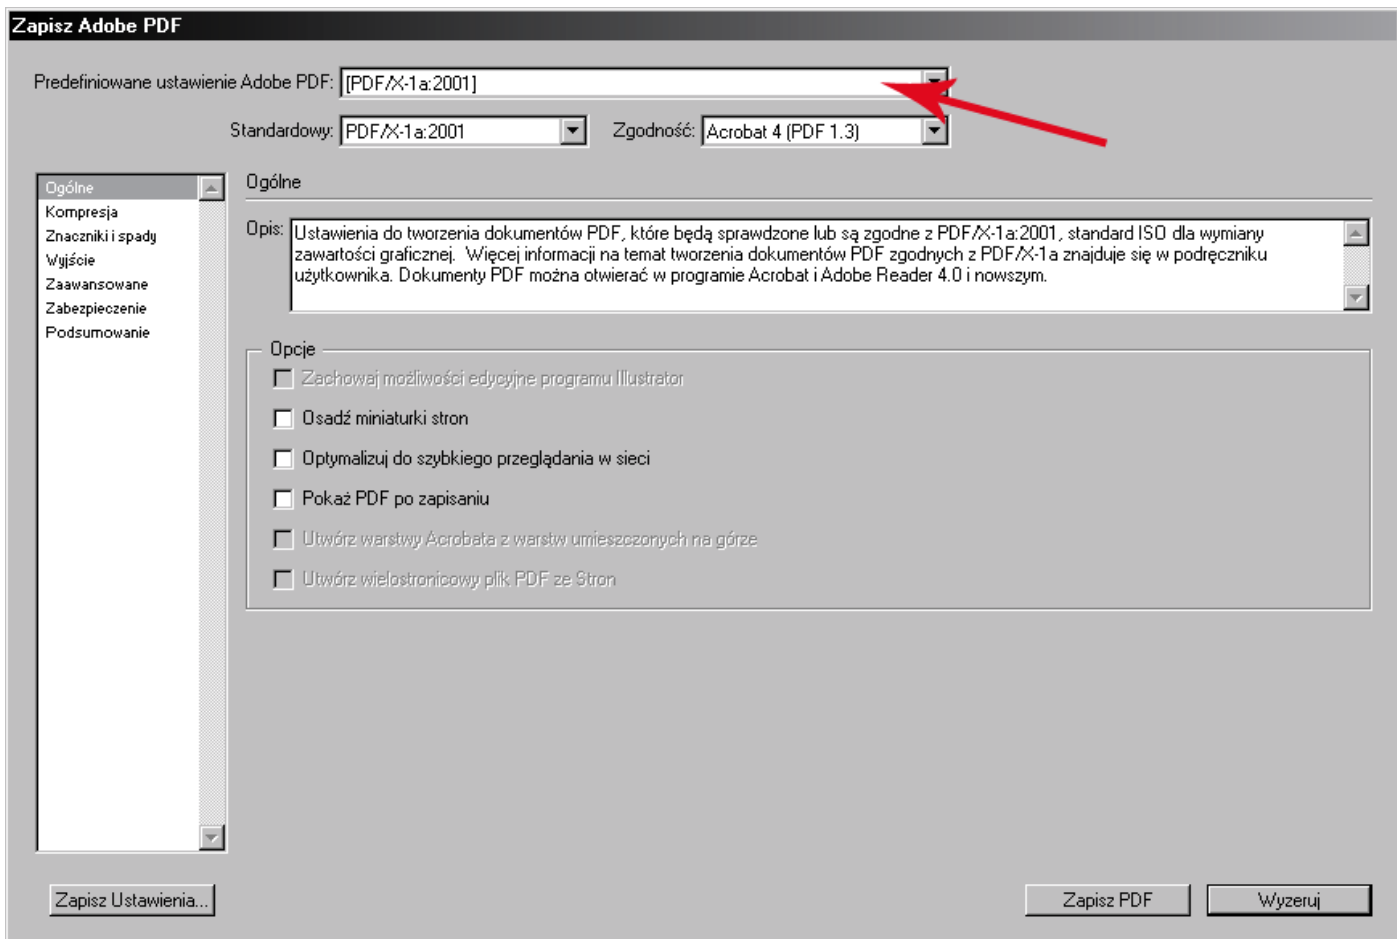 Zapisz Adobe PDF
Predefiniowane ustawienie Adobe PDF: [PDF/X-1a:2001]
Standardowy: PDF/X-1a:2001 Zgodność: Acrobat 4 (PDF 1.3)
Ogólne
Kompresja
Znaczniki i spady
Wyjście
Zaawansowane
Zabezpieczenie
Podsumowanie
Ogólne
Opis: Ustawienia do tworzenia dokumentów PDF, które będą sprawdzone lub są zgodne z PDF/X-1a:2001, standard ISO dla wymiany
zawartości graficznej. Więcej informacji na temat tworzenia dokumentów PDF zgodnych z PDF/X-1a znajduje się w podręczniku
użytkownika. Dokumenty PDF można otwierać w programie Acrobat i Adobe Reader 4.0 i nowszym.
Opcje
Zachowaj możliwości edycyjne programu Illustrator
Osadź miniaturki stron
Optymalizuj do szybkiego przeglądania w sieci
Pokaż PDF po zapisaniu
Utwórz warstwy Acrobata z warstw umieszczonych na górze
Utwórz wielostronicowy plik PDF ze Stron
Zapisz Ustawienia... Zapisz PDF Wyzeruj